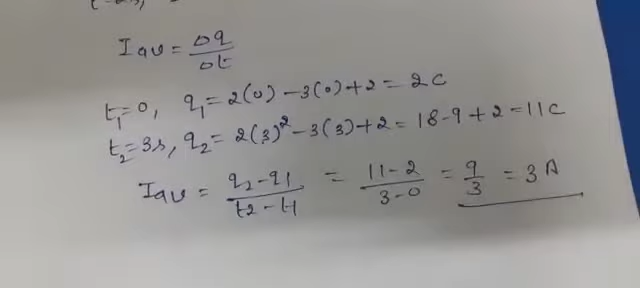 Iav = Δq/Δt
t₁=0, q₁ = 2(0) - 3(0) + 2 = 2C
t₂=3s, q₂ = 2(3)² - 3(3) + 2 = 18-9+2 = 11C
Iav = q₂-q₁/t₂-t₁ = 11-2/3-0 = 9/3 = 3A